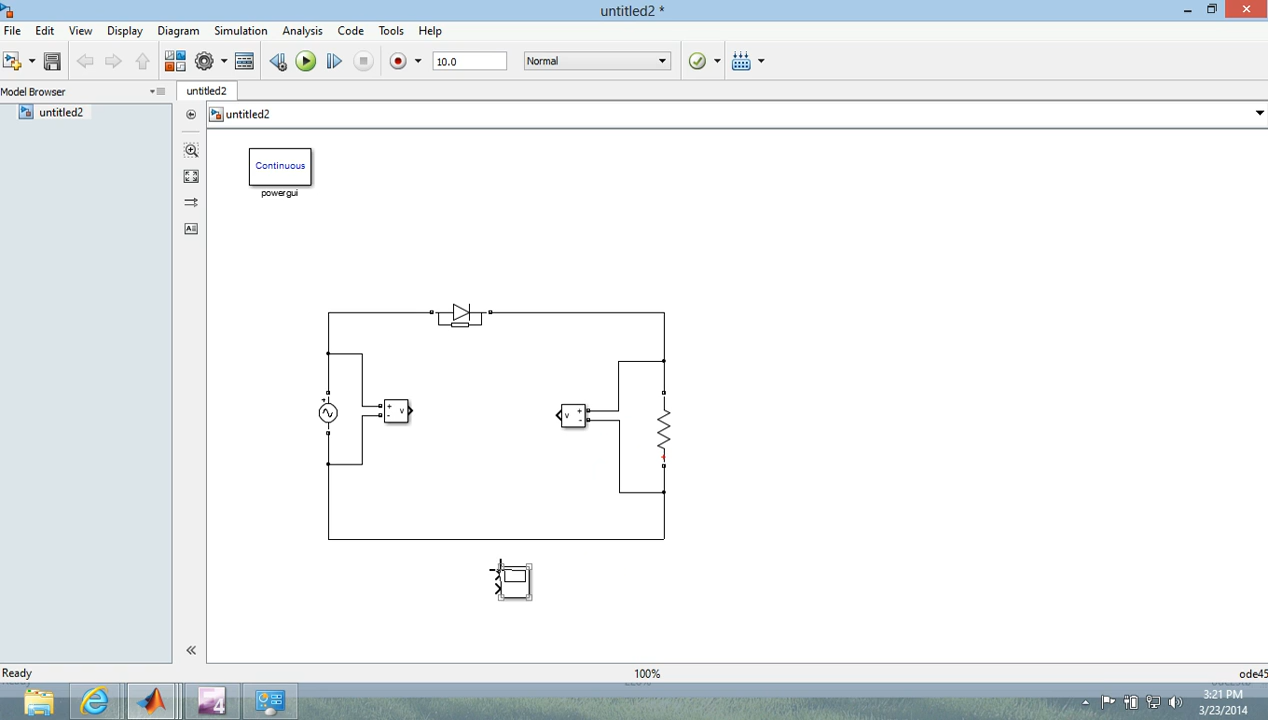 untitled2 *
File Edit View Display Diagram Simulation Analysis Code Tools Help
10.0 Normal
Model Browser
untitled2
untitled2
untitled2
Continuous
powergui
+
-
v
v
+
-
+
Ready
100%
ode45
4
3:21 PM
3/23/2014